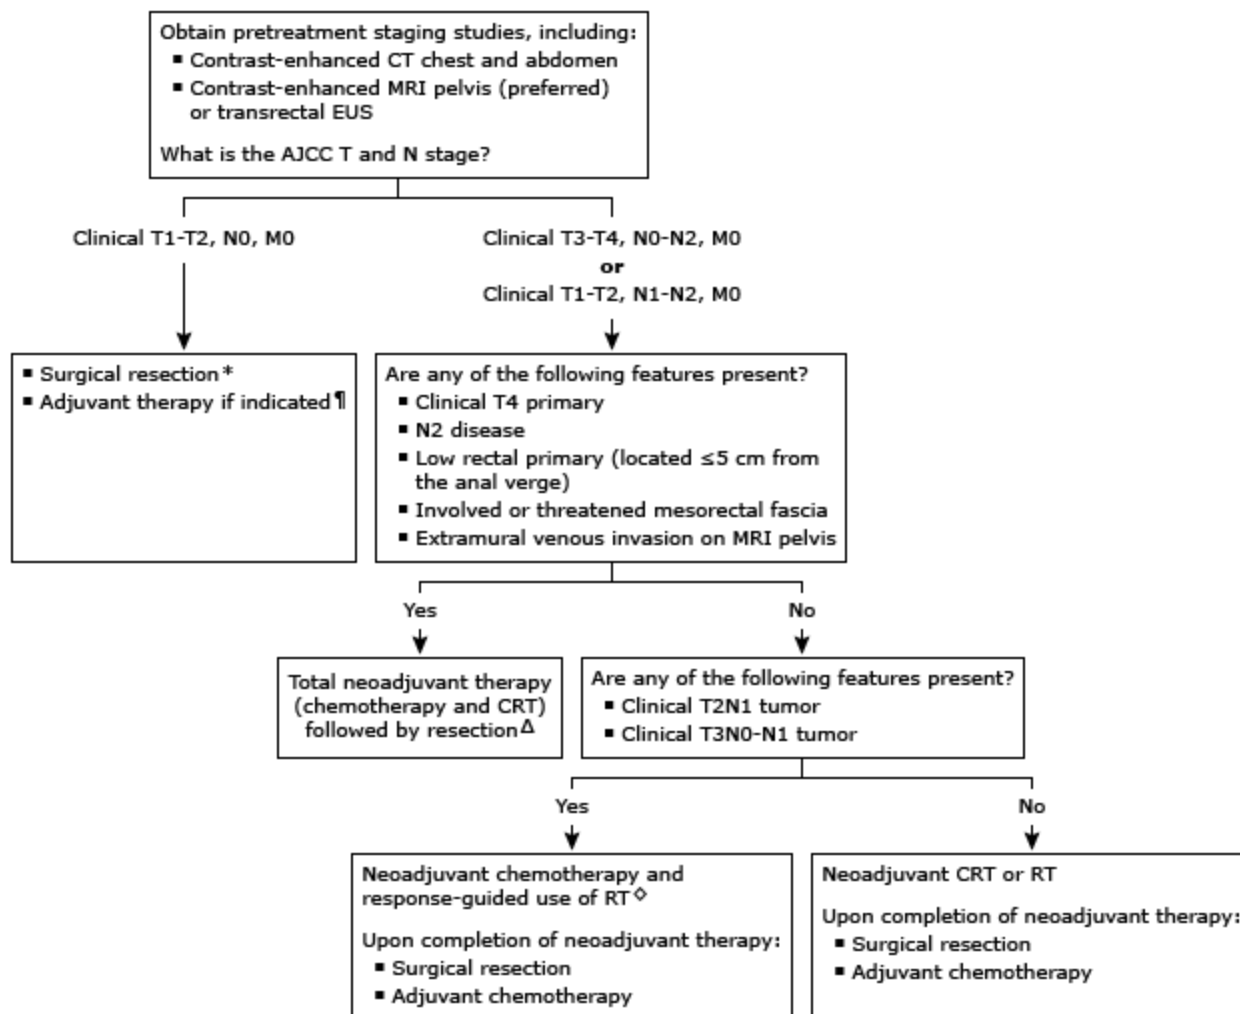 Obtain pretreatment staging studies, including:
▪ Contrast-enhanced CT chest and abdomen
▪ Contrast-enhanced MRI pelvis (preferred)
or transrectal EUS
What is the AJCC T and N stage?
Clinical T1-T2, N0, M0
Clinical T3-T4, N0-N2, M0
or
Clinical T1-T2, N1-N2, M0
▪ Surgical resection*
▪ Adjuvant therapy if indicated¶
Are any of the following features present?
▪ Clinical T4 primary
▪ N2 disease
▪ Low rectal primary (located ≤5 cm from
the anal verge)
▪ Involved or threatened mesorectal fascia
▪ Extramural venous invasion on MRI pelvis
Yes
No
Total neoadjuvant therapy
(chemotherapy and CRT)
followed by resectionΔ
Are any of the following features present?
▪ Clinical T2N1 tumor
▪ Clinical T3N0-N1 tumor
Yes
No
Neoadjuvant chemotherapy and
response-guided use of RT◇
Upon completion of neoadjuvant therapy:
▪ Surgical resection
▪ Adjuvant chemotherapy
Neoadjuvant CRT or RT
Upon completion of neoadjuvant therapy:
▪ Surgical resection
▪ Adjuvant chemotherapy